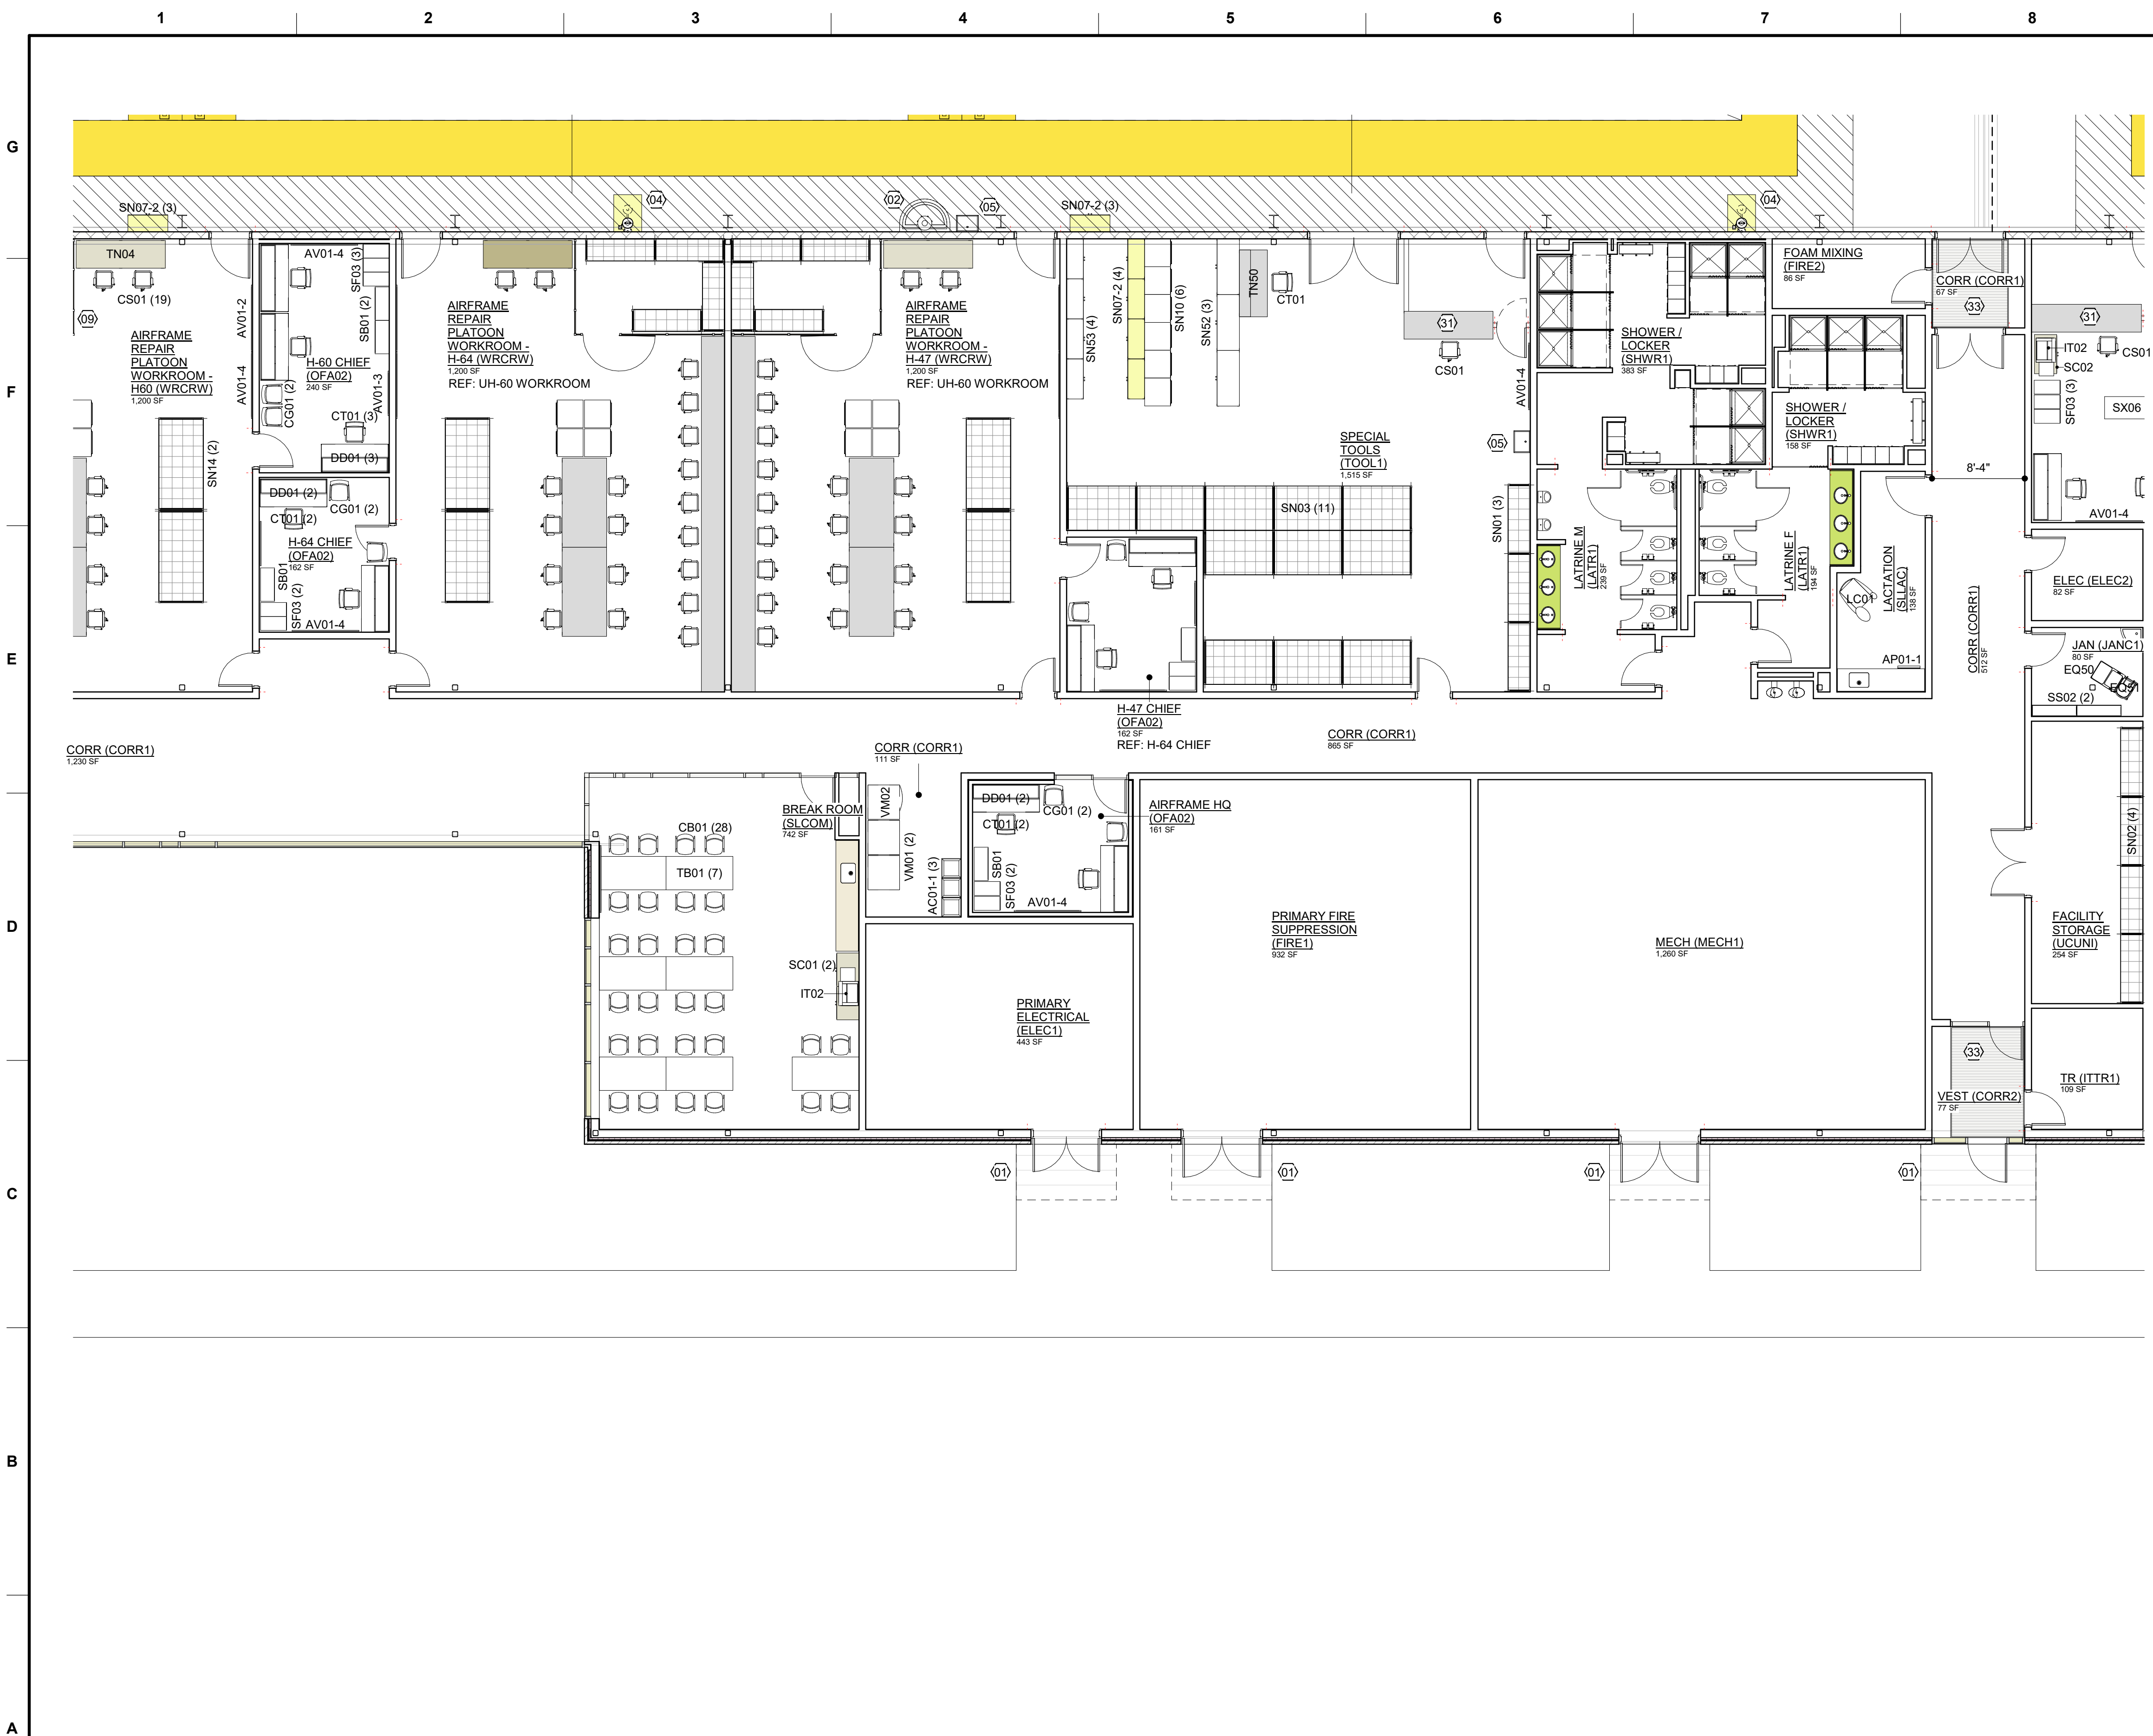 1
2
3
4
5
6
7
8
G
F
E
D
C
B
A
SN07-2 (3)
04
02
05
SN07-2 (3)
04
TN04
CS01 (19)
09
AIRFRAME
REPAIR
PLATOON
WORKROOM -
H60 (WRCRW)
1,200 SF
SN14 (2)
AV01-2
AV01-4
AV01-4
SF03 (3)
SB01 (2)
H-60 CHIEF
(OFA02)
240 SF
AV01-3
CG01 (2)
CT01 (3)
DD01 (3)
DD01 (2)
CG01 (2)
CT01 (2)
H-64 CHIEF
(OFA02)
162 SF
SB01
SF03 (2)
AV01-4
AIRFRAME
REPAIR
PLATOON
WORKROOM -
H-64 (WRCRW)
1,200 SF
REF: UH-60 WORKROOM
AIRFRAME
REPAIR
PLATOON
WORKROOM -
H-47 (WRCRW)
1,200 SF
REF: UH-60 WORKROOM
SN53 (4)
SN07-2 (4)
SN10 (6)
SN52 (3)
TN50
CT01
31
CS01
AV01-4
05
SPECIAL
TOOLS
(TOOL1)
1,515 SF
SN03 (11)
SN01 (3)
H-47 CHIEF
(OFA02)
162 SF
REF: H-64 CHIEF
SHOWER /
LOCKER
(SHWR1)
383 SF
FOAM MIXING
(FIRE2)
86 SF
SHOWER /
LOCKER
(SHWR1)
158 SF
LATRINE M
(LATR1)
239 SF
LATRINE F
(LATR1)
194 SF
LC01
LACTATION
(SLLAC)
138 SF
AP01-1
CORR (CORR1)
67 SF
33
8'-4"
CORR (CORR1)
512 SF
31
IT02
CS01
SC02
SF03 (3)
SX06
AV01-4
ELEC (ELEC2)
82 SF
JAN (JANC1)
80 SF
EQ50
EQ51
SS02 (2)
CORR (CORR1)
1,230 SF
CORR (CORR1)
111 SF
CORR (CORR1)
865 SF
BREAK ROOM
(SLCOM)
742 SF
CB01 (28)
TB01 (7)
SC01 (2)
IT02
VM02
VM01 (2)
AC01-1 (3)
DD01 (2)
CG01 (2)
CT01 (2)
SB01
SF03 (2)
AV01-4
AIRFRAME HQ
(OFA02)
161 SF
PRIMARY
ELECTRICAL
(ELEC1)
443 SF
PRIMARY FIRE
SUPPRESSION
(FIRE1)
932 SF
MECH (MECH1)
1,260 SF
SN02 (4)
FACILITY
STORAGE
(UCUNI)
254 SF
33
VEST (CORR2)
77 SF
TR (ITTR1)
109 SF
01
01
01
01